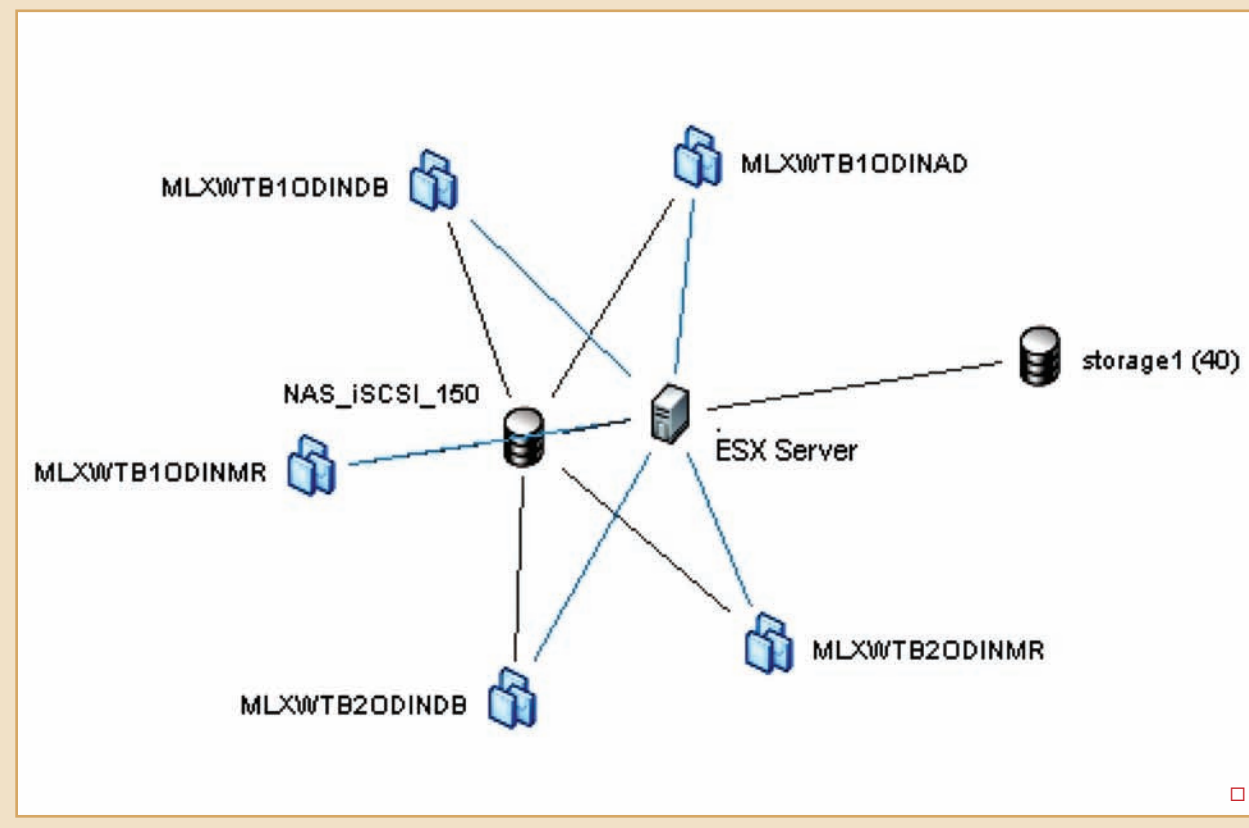 MLXWTB1ODINDB
MLXWTB1ODINAD
storage1 (40)
NAS_iSCSI_150
ESX Server
MLXWTB1ODINMR
MLXWTB2ODINMR
MLXWTB2ODINDB